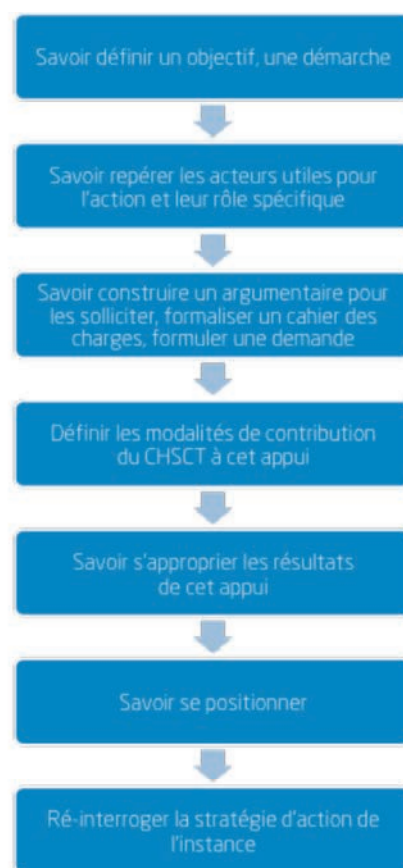 Savoir définir un objectif, une démarche
Savoir repérer les acteurs utiles pour
l'action et leur rôle spécifique
Savoir construire un argumentaire pour
les solliciter, formaliser un cahier des
charges, formuler une demande
Définir les modalités de contribution
du CHSCT à cet appui
Savoir s'approprier les résultats
de cet appui
Savoir se positionner
Ré-interroger la stratégie d'action de
l'instance